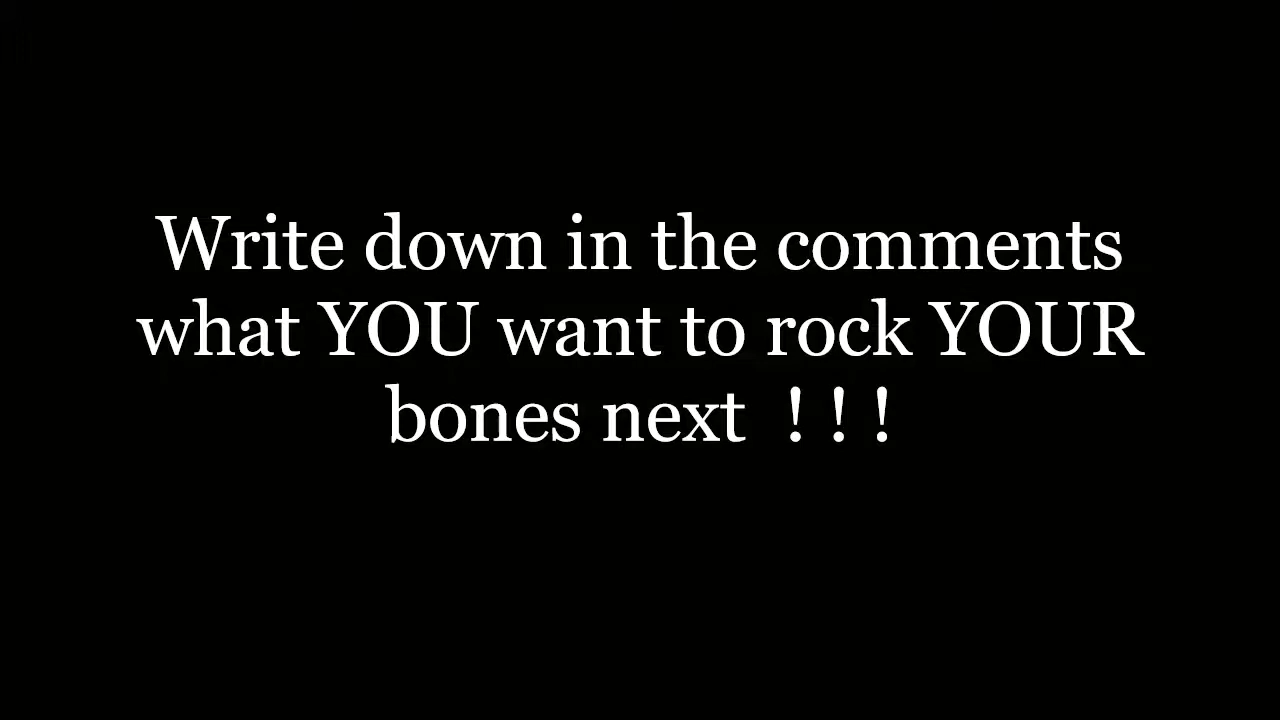 Write down in the comments
what YOU want to rock YOUR
bones next  ! ! !